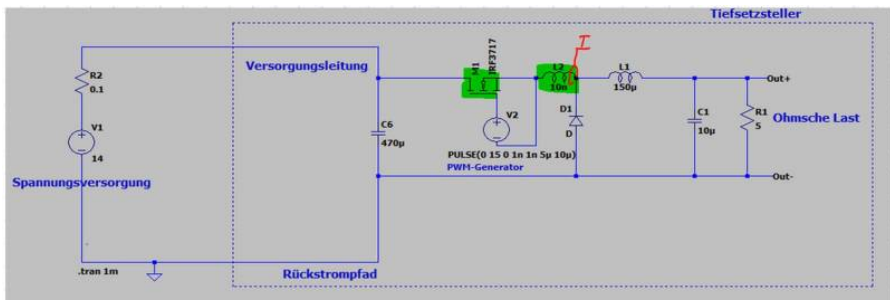 Tiefsetzsteller
I
R2
0.1
Versorgungsleitung
M1
IRF3717
L2
10n
L1
150µ
Out+
V1
14
C6
470µ
V2
D1
D
C1
10µ
R1
5
Ohmsche Last
PULSE(0 15 0 1n 1n 5µ 10µ)
PWM-Generator
Spannungsversorgung
Out-
.tran 1m
Rückstrompfad